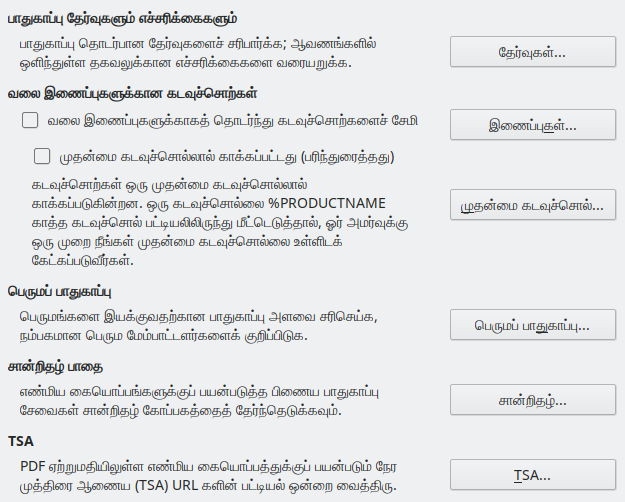 பாதுகாப்பு தேர்வுகளும் எச்சரிக்கைகளும்
பாதுகாப்பு தொடர்பான தேர்வுகளைச் சரிபார்க்க; ஆவணங்களில்
ஒளிந்துள்ள தகவலுக்கான எச்சரிக்கைகளை வரையறுக்க.
தேர்வுகள்...
வலை இணைப்புகளுக்கான கடவுச்சொற்கள்
வலை இணைப்புகளுக்காகத் தொடர்ந்து கடவுச்சொற்களைச் சேமி
இணைப்புகள்...
முதன்மை கடவுச்சொல்லால் காக்கப்பட்டது (பரிந்துரைத்தது)
கடவுச்சொற்கள் ஒரு முதன்மை கடவுச்சொல்லால்
காக்கப்படுகின்றன. ஒரு கடவுச்சொல்லை %PRODUCTNAME
காத்த கடவுச்சொல் பட்டியலிலிருந்து மீட்டெடுத்தால், ஓர் அமர்வுக்கு
ஒரு முறை நீங்கள் முதன்மை கடவுச்சொல்லை உள்ளிடக்
கேட்கப்படுவீர்கள்.
முதன்மை கடவுச்சொல்...
பெருமப் பாதுகாப்பு
பெருமங்களை இயக்குவதற்கான பாதுகாப்பு அளவை சரிசெய்க,
நம்பகமான பெரும மேம்பாட்டளர்களைக் குறிப்பிடுக.
பெருமப் பாதுகாப்பு...
சான்றிதழ் பாதை
எண்மிய கையொப்பங்களுக்குப் பயன்படுத்த பிணைய பாதுகாப்பு
சேவைகள் சான்றிதழ் கோப்பகத்தைத் தேர்ந்தெடுக்கவும்.
சான்றிதழ்...
TSA
PDF ஏற்றுமதியிலுள்ள எண்மிய கையொப்பத்துக்குப் பயன்படும் நேர
முத்திரை ஆணைய (TSA) URL களின் பட்டியல் ஒன்றை வைத்திரு.
TSA...